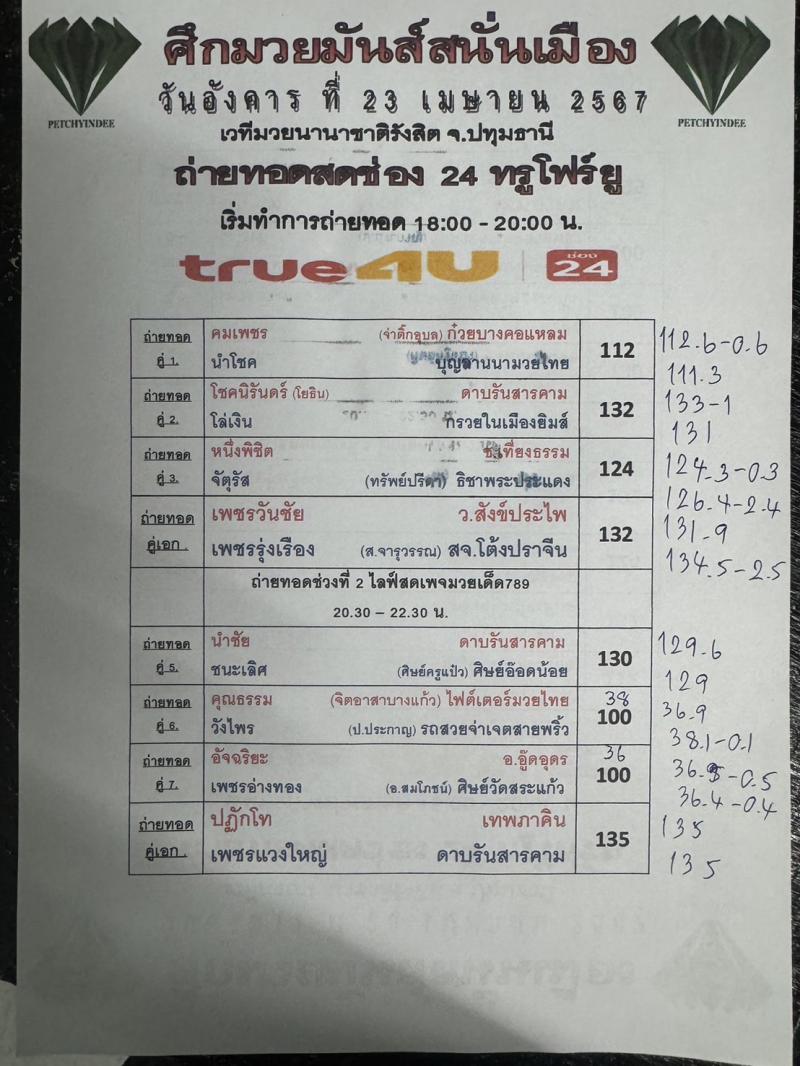 ศึกมวยมันส์สนั่นเมือง
PETCHYINDEE
PETCHYINDEE
วันอังคาร ที่ 23 เมษายน 2567
เวทีมวยนานาชาติรังสิต จ.ปทุมธานี
ถ่ายทอดสดช่อง 24 ทรูโฟร์ยู
เริ่มทำการถ่ายทอด 18:00 - 20:00 น.
true4U ช่อง 24
ถ่ายทอด คมเพชร (จ่าติ๊กอุบล) ก๋วยบางคอแหลม 112 112.6-0.6
คู่ 1. นำโชค บุญลานนามวยไทย 111.3
ถ่ายทอด โชคนิรันดร์ (โยธิน) ดาบรันสารคาม 132 133-1
คู่ 2. โล่เงิน กรวยในเมืองยิมส์ 131
ถ่ายทอด หนึ่งพิชิต ช.เที่ยงธรรม 124 124.3-0.3
คู่ 3. จัตุรัส (ทรัพย์ปรีดา) ธิชาพระประแดง 126.4-2.4
ถ่ายทอด เพชรวันชัย ว.สังข์ประไพ 132 131.9
คู่เอก. เพชรรุ่งเรือง (ส.จารุวรรณ) สจ.โต้งปราจีน 134.5-2.5
ถ่ายทอดช่วงที่ 2 ไลฟ์สดเพจมวยเด็ด789
20.30 – 22.30 น.
ถ่ายทอด นำชัย ดาบรันสารคาม 130 129.6
คู่ 5. ชนะเลิศ (ศิษย์ครูแป๋ว) ศิษย์อ๊อดน้อย 129
ถ่ายทอด คุณธรรม (จิตอาสาบางแก้ว) ไฟต์เตอร์มวยไทย 38 100 36.9
คู่ 6. วังไพร (ป.ประกาญ) รถสวยจ่าเจตสายพริ้ว 38.1-0.1
ถ่ายทอด อัจฉริยะ อ.อู๊ดอุดร 36 100 36.5-0.5
คู่ 7. เพชรอ่างทอง (อ.สมโภชน์) ศิษย์วัดสระแก้ว 36.4-0.4
ถ่ายทอด ปฏักโท เทพภาคิน 135 135
คู่เอก. เพชรแวงใหญ่ ดาบรันสารคาม 135